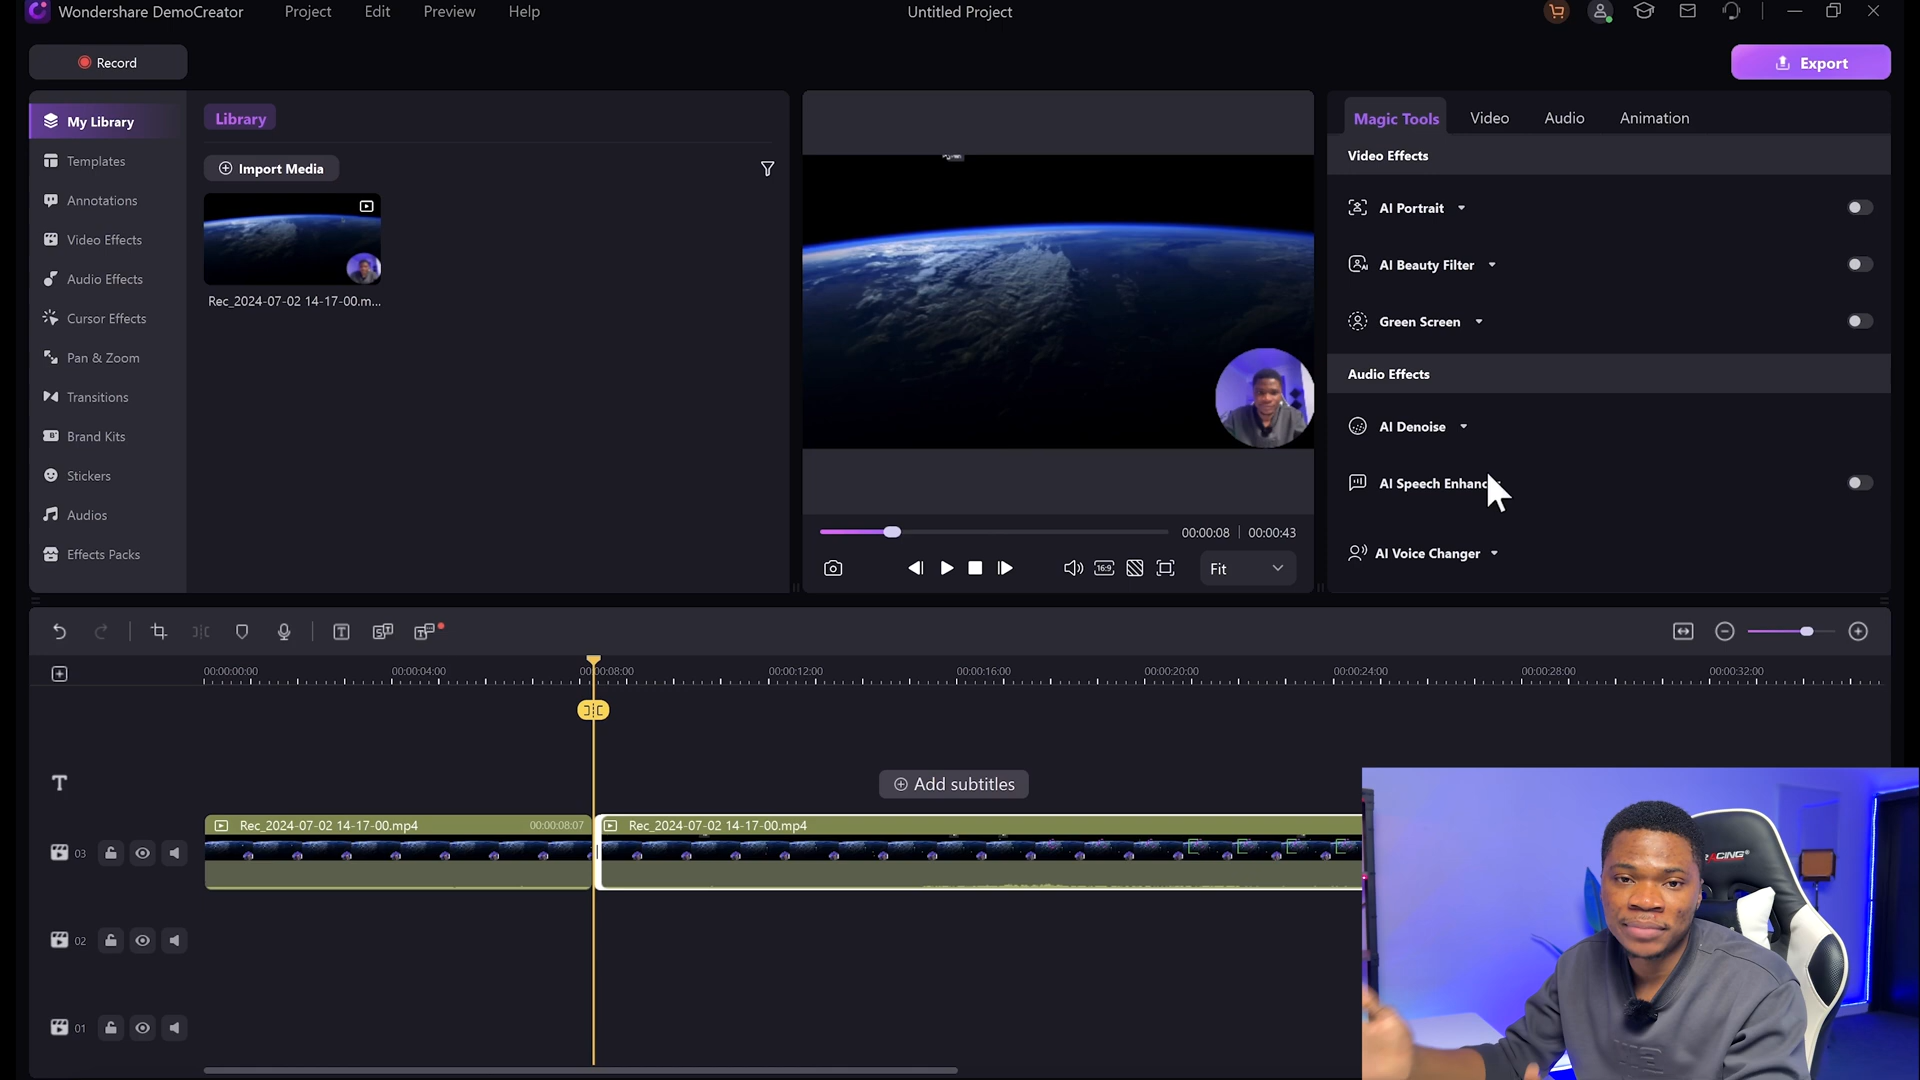 Wondershare DemoCreator
Project
Edit
Preview
Help
Untitled Project
Record
Export
My Library
Templates
Annotations
Video Effects
Audio Effects
Cursor Effects
Pan & Zoom
Transitions
Brand Kits
Stickers
Audios
Effects Packs
Library
Import Media
Rec_2024-07-02 14-17-00.m...
00:00:08 | 00:00:43
16:9
Fit
Magic Tools
Video
Audio
Animation
Video Effects
AI Portrait
AI Beauty Filter
Green Screen
Audio Effects
AI Denoise
AI Speech Enhanc
AI Voice Changer
00:00:00:00
00:00:04:00
00:00:08:00
00:00:12:00
00:00:16:00
00:00:20:00
00:00:24:00
00:00:28:00
00:00:32:00
Add subtitles
Rec_2024-07-02 14-17-00.mp4
00:00:08:07
Rec_2024-07-02 14-17-00.mp4
03
02
01
RACING